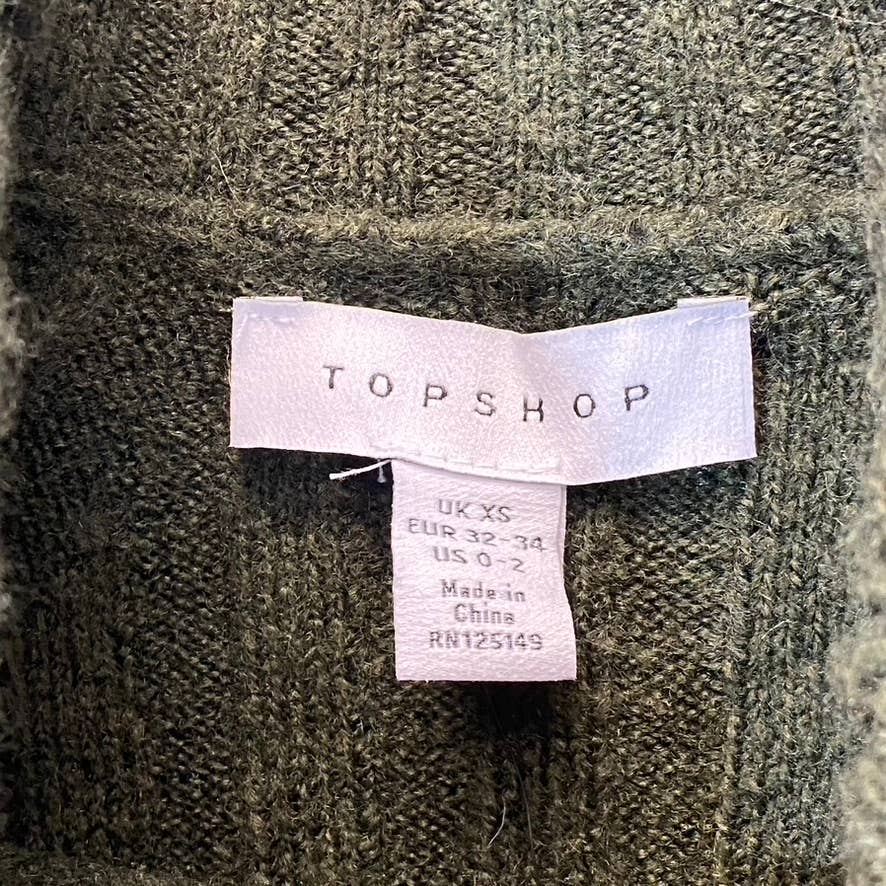 TOPSHOP
UK XS
EUR 32-34
US 0-2
Made in
China
RN125149